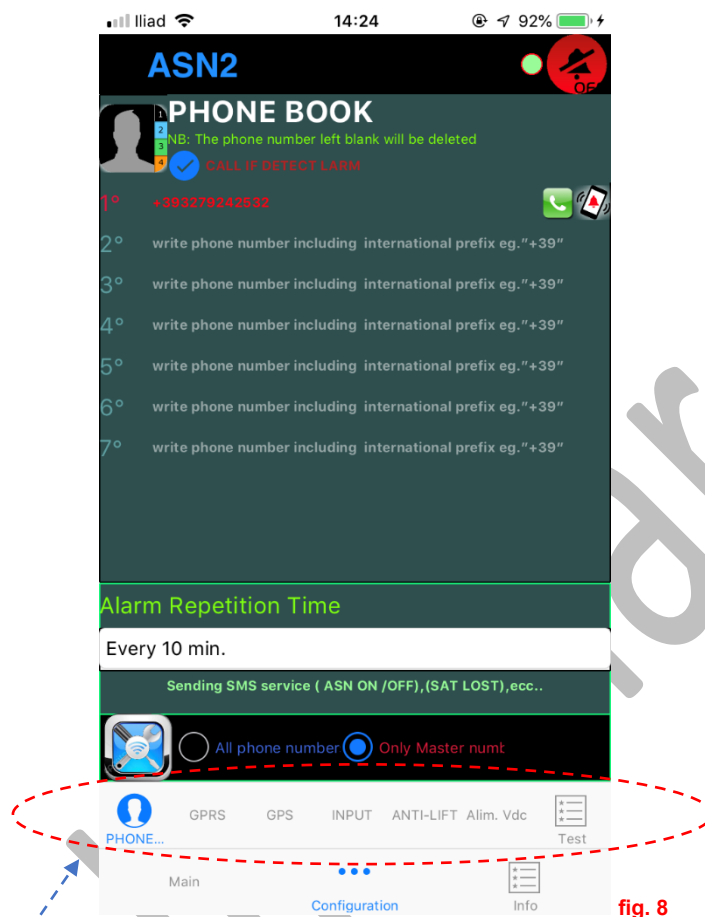 Iliad 14:24 92%
ASN2
OF
PHONE BOOK
1
2
3
4
NB: The phone number left blank will be deleted
CALL IF DETECT LARM
1° +393279242532
2° write phone number including international prefix eg."+39"
3° write phone number including international prefix eg."+39"
4° write phone number including international prefix eg."+39"
5° write phone number including international prefix eg."+39"
6° write phone number including international prefix eg."+39"
7° write phone number including international prefix eg."+39"
Alarm Repetition Time
Every 10 min.
Sending SMS service ( ASN ON /OFF),(SAT LOST),ecc..
All phone number Only Master numb
PHONE... GPRS GPS INPUT ANTI-LIFT Alim. Vdc Test
Main Configuration Info
fig. 8